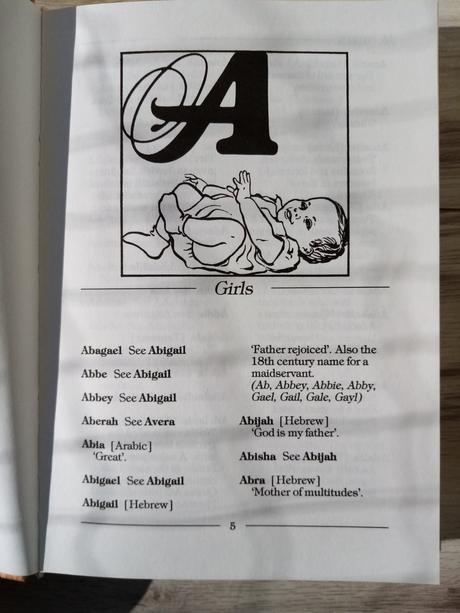 A
Girls
Abagael See Abigail
Abbe See Abigail
Abbey See Abigail
Aberah See Avera
Abia [Arabic]
‘Great’.
Abigael See Abigail
Abigail [Hebrew]
‘Father rejoiced’. Also the
18th century name for a
maidservant.
(Ab, Abbey, Abbie, Abby,
Gael, Gail, Gale, Gayl)
Abijah [Hebrew]
‘God is my father’.
Abisha See Abijah
Abra [Hebrew]
‘Mother of multitudes’.
5